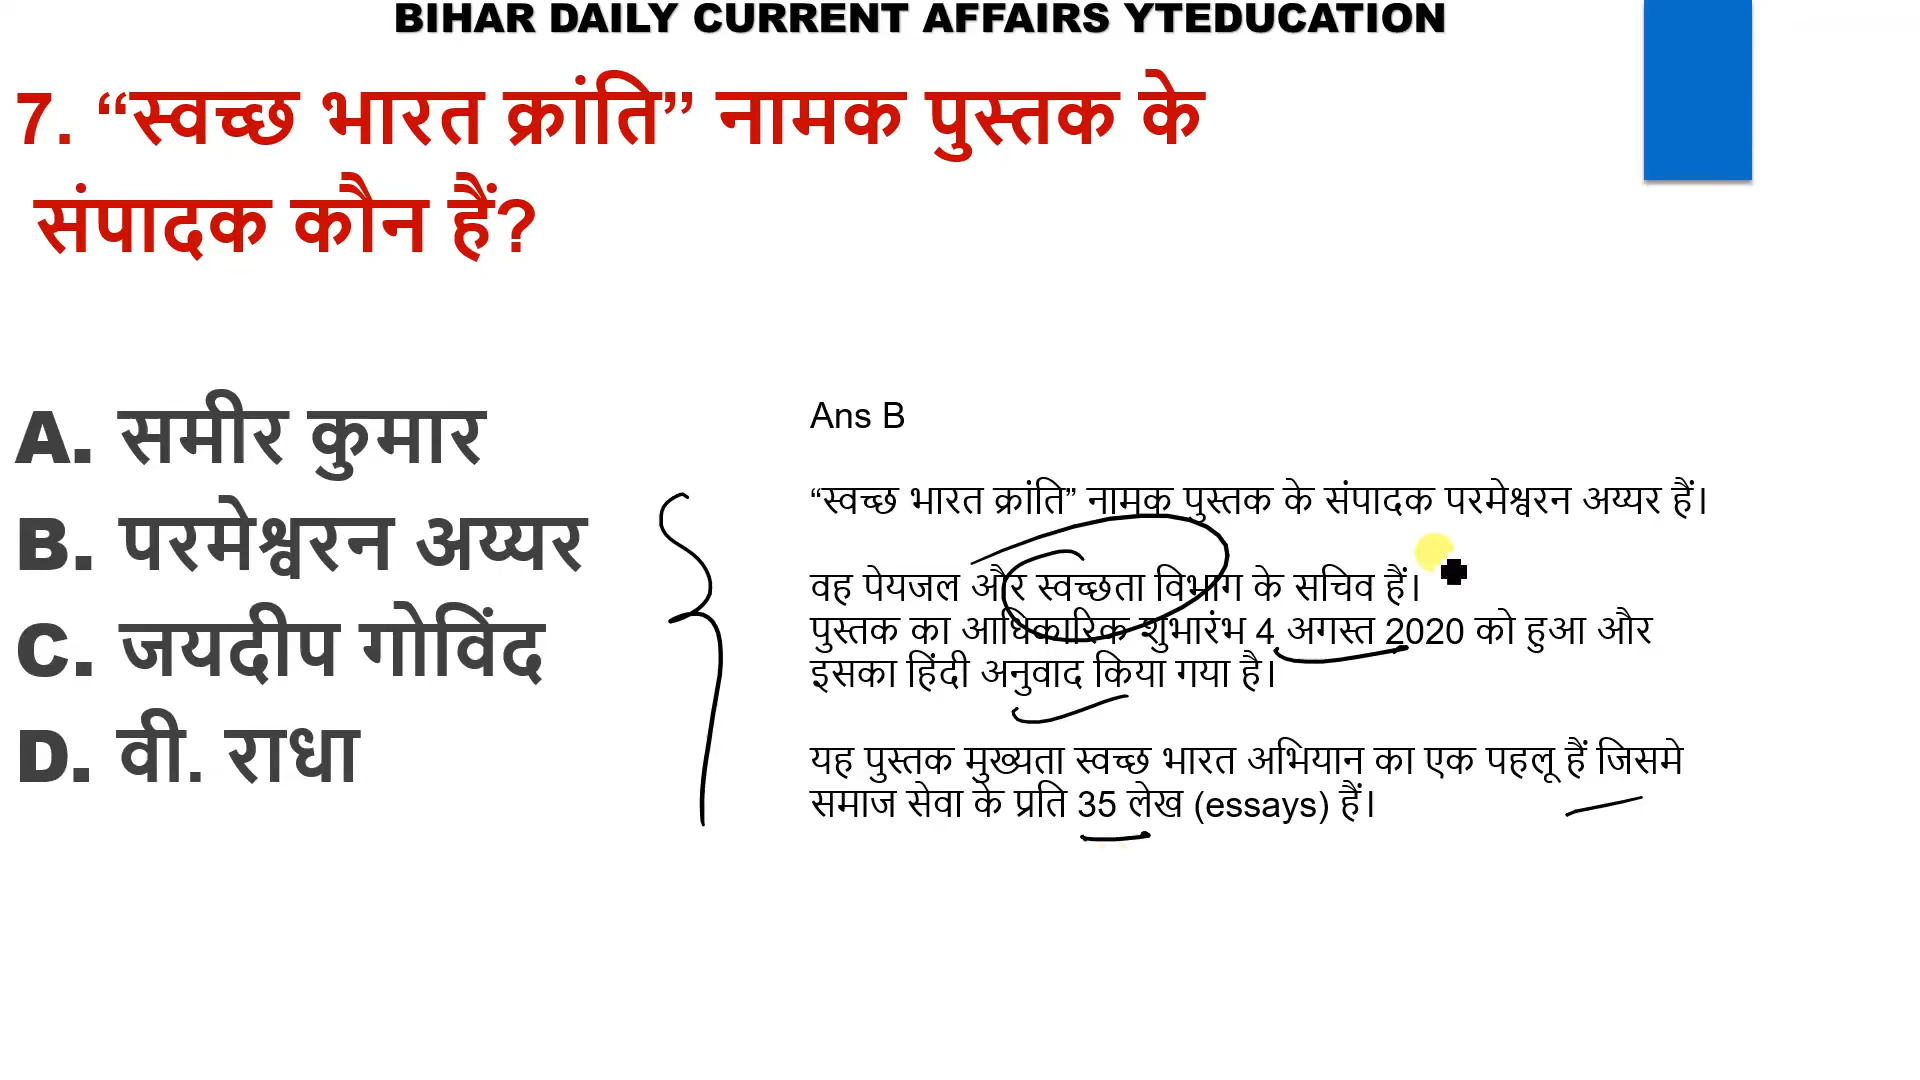 BIHAR DAILY CURRENT AFFAIRS YTEDUCATION
7. “स्वच्छ भारत क्रांति” नामक पुस्तक के
संपादक कौन हैं?
A. समीर कुमार
B. परमेश्वरन अय्यर
C. जयदीप गोविंद
D. वी. राधा
Ans B
“स्वच्छ भारत क्रांति” नामक पुस्तक के संपादक परमेश्वरन अय्यर हैं।
वह पेयजल और स्वच्छता विभाग के सचिव हैं।
पुस्तक का आधिकारिक शुभारंभ 4 अगस्त 2020 को हुआ और
इसका हिंदी अनुवाद किया गया है।
यह पुस्तक मुख्यता स्वच्छ भारत अभियान का एक पहलू हैं जिसमे
समाज सेवा के प्रति 35 लेख (essays) हैं।